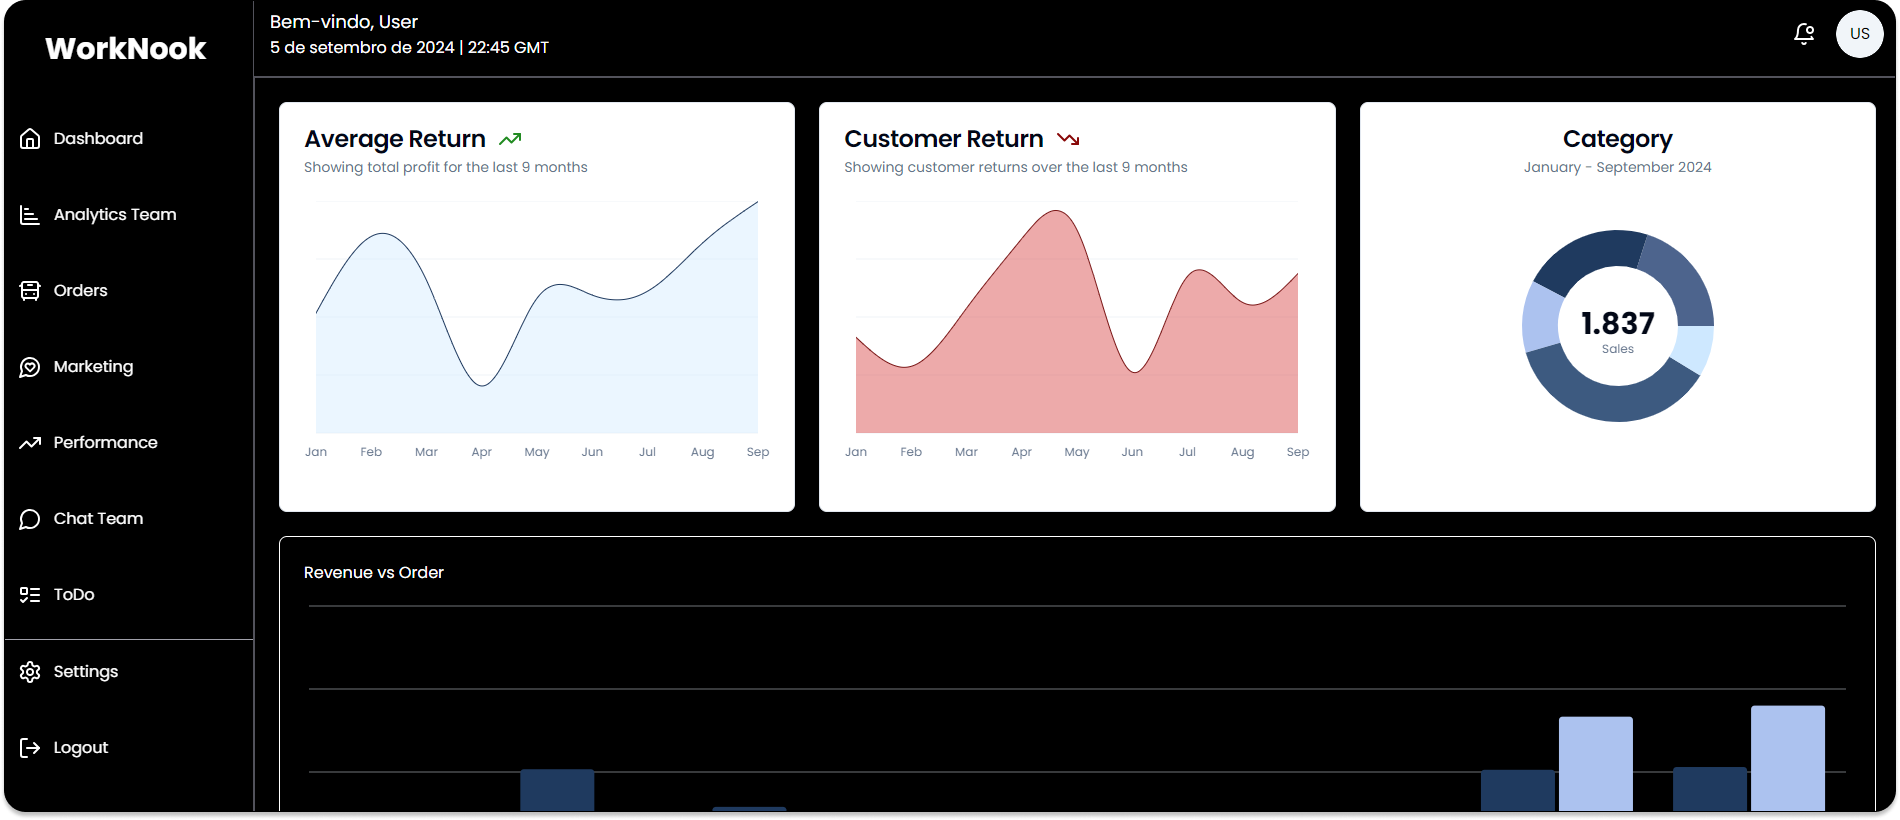 WorkNook
Bem-vindo, User
5 de setembro de 2024 | 22:45 GMT
US
Dashboard
Analytics Team
Orders
Marketing
Performance
Chat Team
ToDo
Settings
Logout
Average Return
Showing total profit for the last 9 months
Jan Feb Mar Apr May Jun Jul Aug Sep
Customer Return
Showing customer returns over the last 9 months
Jan Feb Mar Apr May Jun Jul Aug Sep
Category
January - September 2024
1.837
Sales
Revenue vs Order